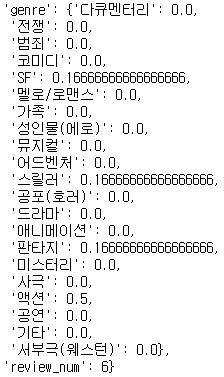 'genre': {'다큐멘터리': 0.0,
'전쟁': 0.0,
'범죄': 0.0,
'코미디': 0.0,
'SF': 0.16666666666666666,
'멜로/로맨스': 0.0,
'가족': 0.0,
'성인물(에로)': 0.0,
'뮤지컬': 0.0,
'어드벤처': 0.0,
'스릴러': 0.16666666666666666,
'공포(호러)': 0.0,
'드라마': 0.0,
'애니메이션': 0.0,
'판타지': 0.16666666666666666,
'미스터리': 0.0,
'사극': 0.0,
'액션': 0.5,
'공연': 0.0,
'기타': 0.0,
'서부극(웨스턴)': 0.0},
'review_num': 6}